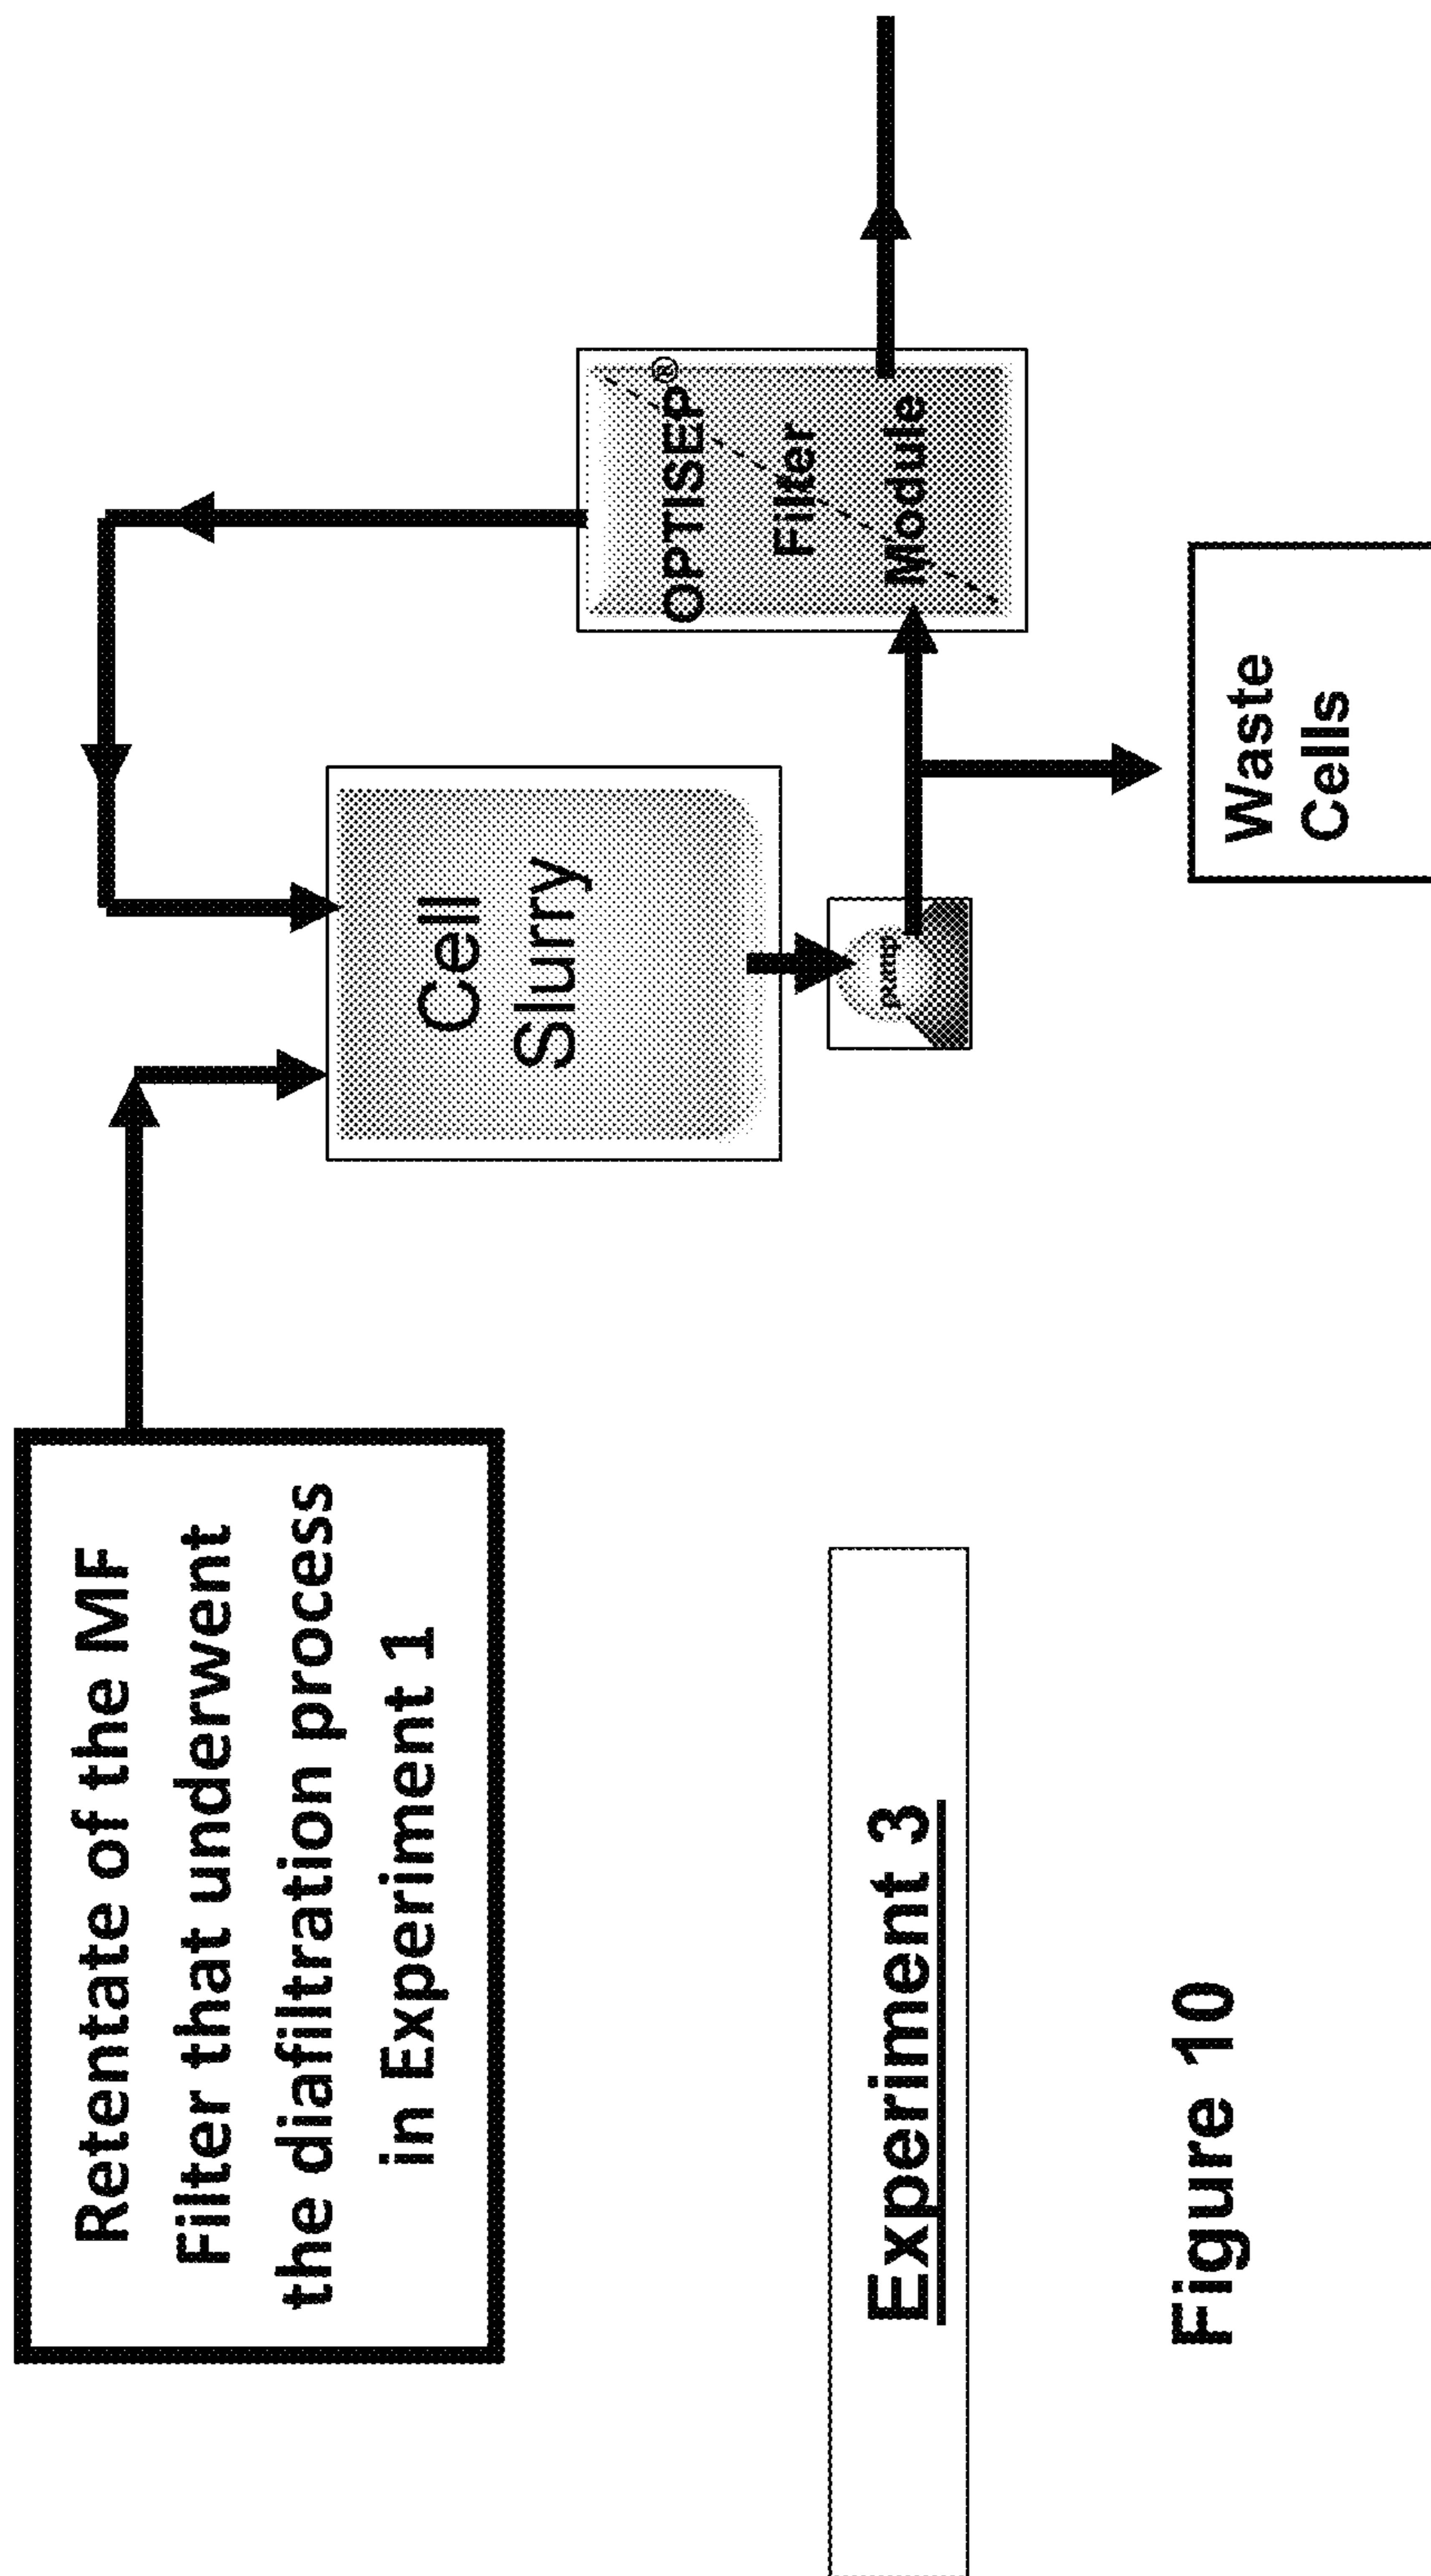 Retentate of the MF
Filter that underwent
the diafiltration process
in Experiment 1
Cell
Slurry
OPTISEP®
Filter
Module
pump
Waste
Cells
Experiment 3
Figure 10